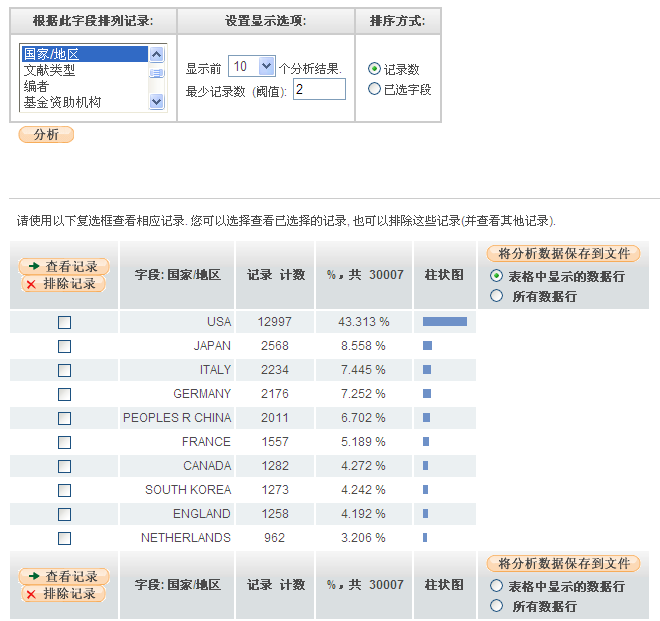 根据此字段排列记录: 设置显示选项: 排序方式:
国家/地区
文献类型
编者
基金资助机构
显示前 10 个分析结果.
最少记录数 (阈值): 2
记录数
已选字段
分析
请使用以下复选框查看相应记录. 您可以选择查看已选择的记录, 也可以排除这些记录(并查看其他记录).
查看记录
排除记录
字段: 国家/地区 记录 计数 %, 共 30007 柱状图
将分析数据保存到文件
表格中显示的数据行
所有数据行
USA 12997 43.313 %
JAPAN 2568 8.558 %
ITALY 2234 7.445 %
GERMANY 2176 7.252 %
PEOPLES R CHINA 2011 6.702 %
FRANCE 1557 5.189 %
CANADA 1282 4.272 %
SOUTH KOREA 1273 4.242 %
ENGLAND 1258 4.192 %
NETHERLANDS 962 3.206 %
查看记录
排除记录
字段: 国家/地区 记录 计数 %, 共 30007 柱状图
将分析数据保存到文件
表格中显示的数据行
所有数据行